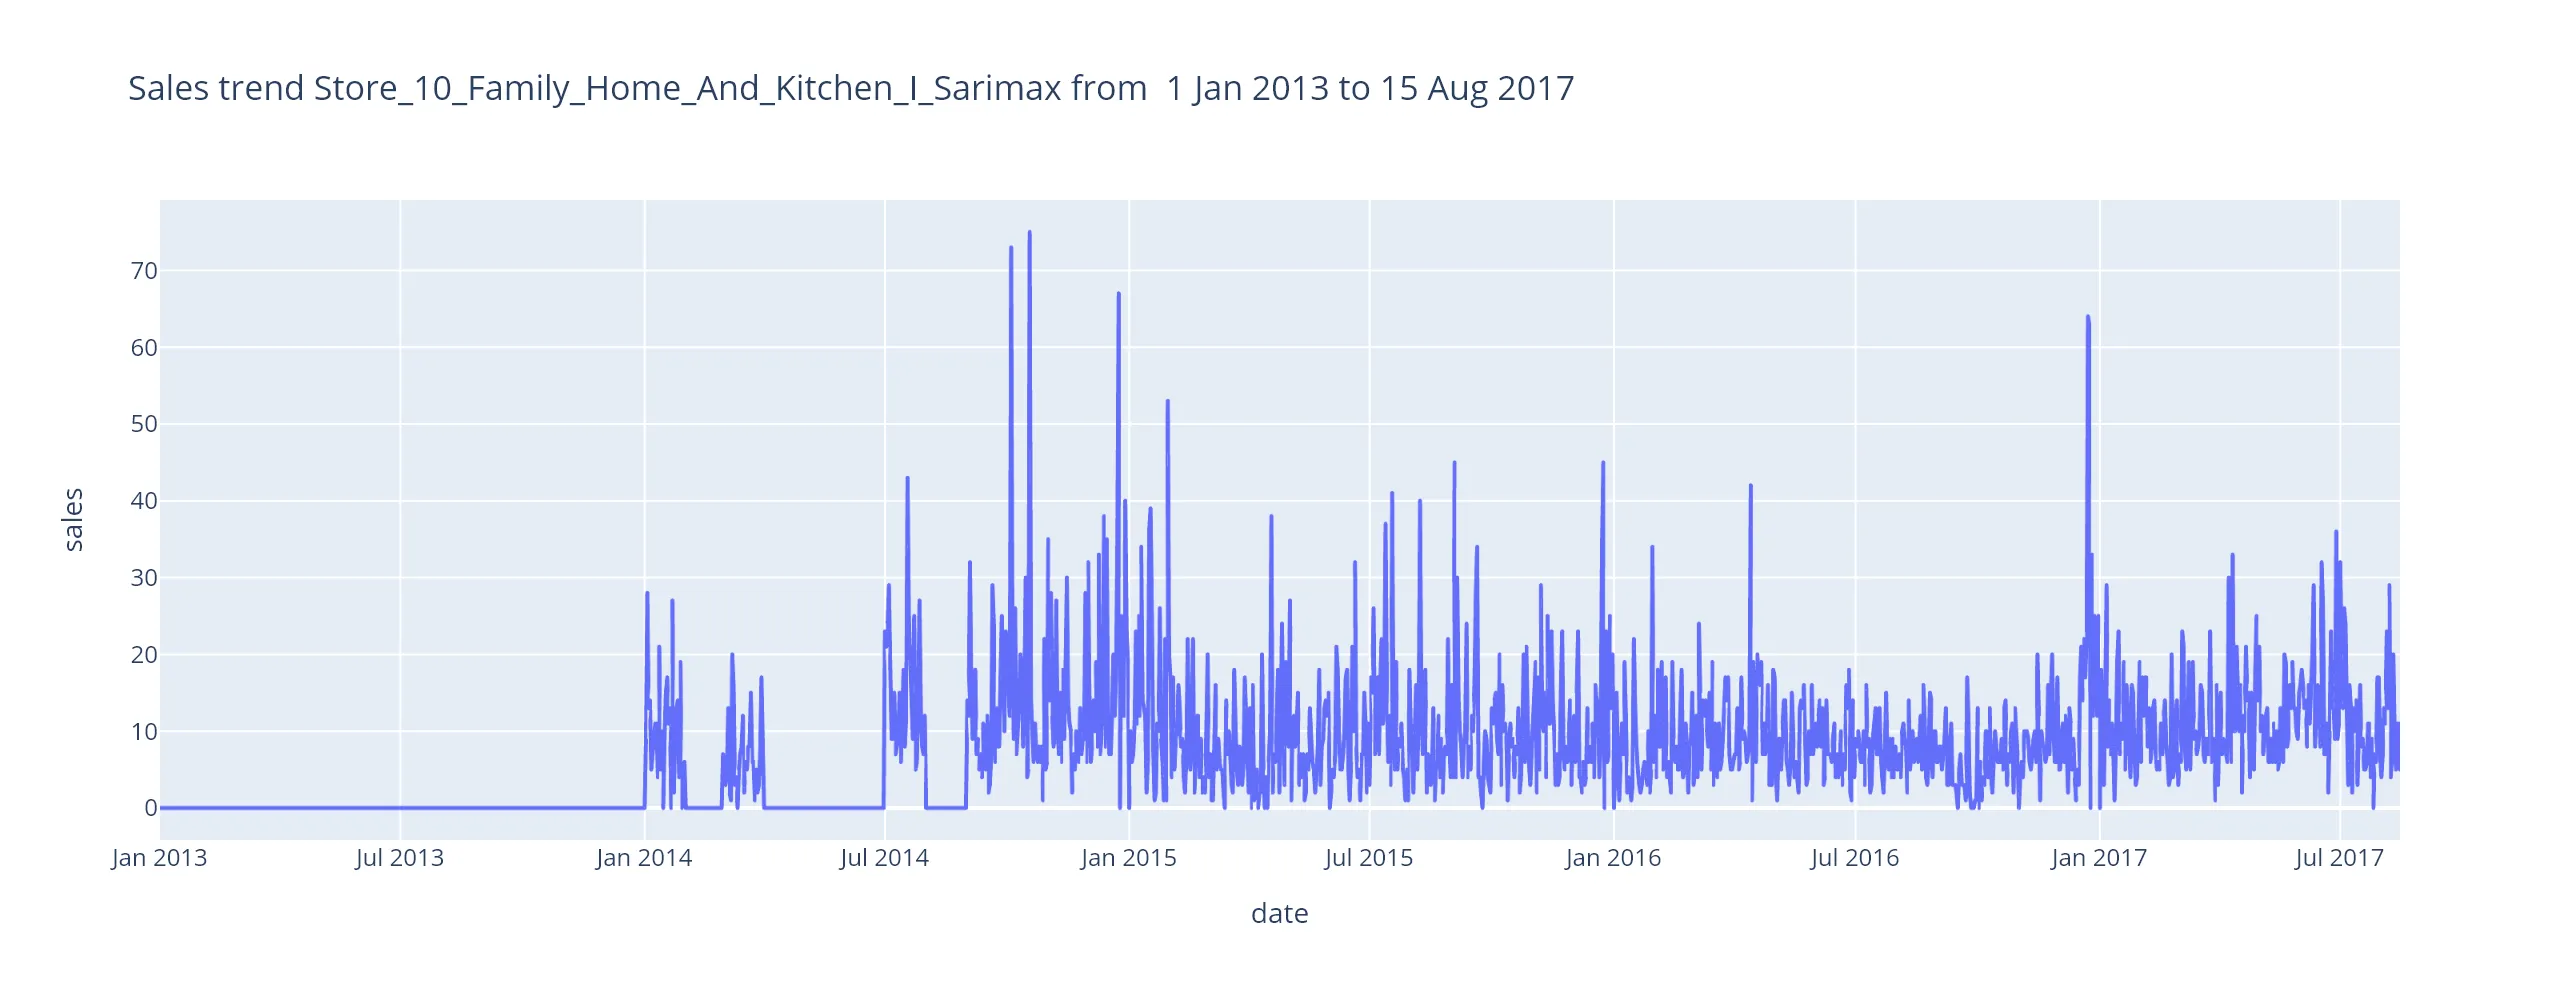 Sales trend Store_10_Family_Home_And_Kitchen_I_Sarimax from  1 Jan 2013 to 15 Aug 2017
70
60
50
40
30
20
10
0
sales
Jan 2013 Jul 2013 Jan 2014 Jul 2014 Jan 2015 Jul 2015 Jan 2016 Jul 2016 Jan 2017 Jul 2017
date